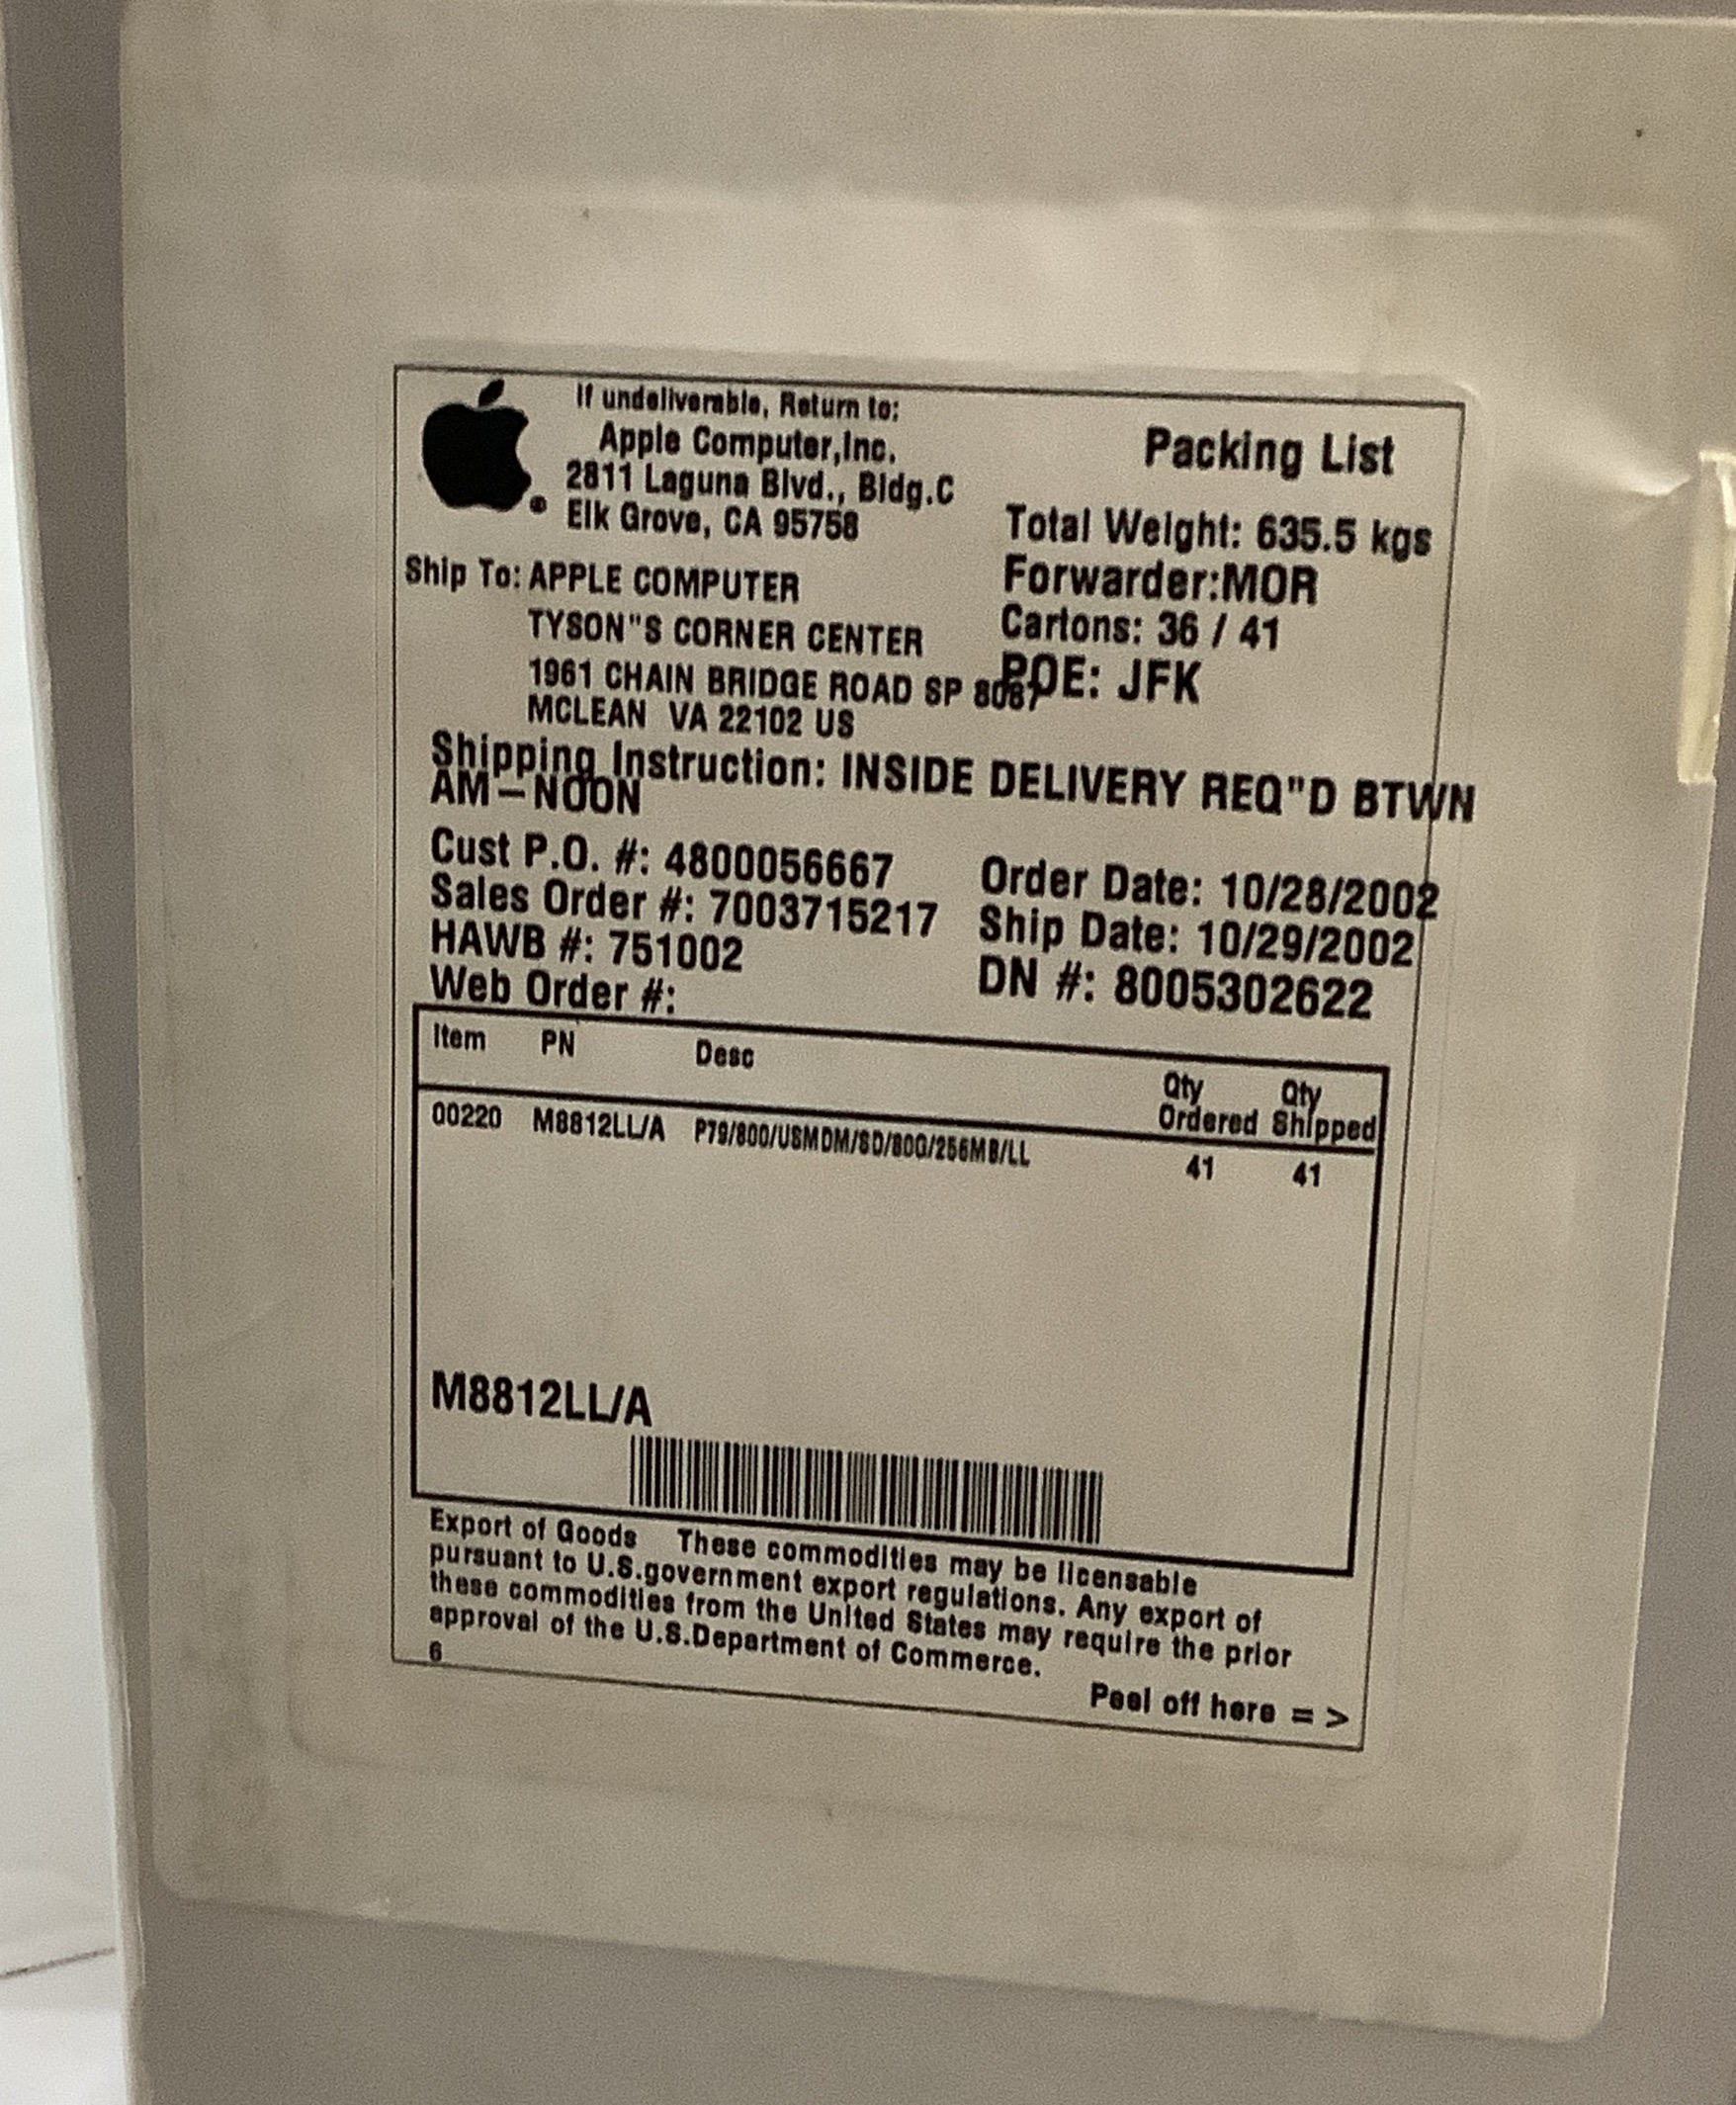 If undeliverable, Return to:
Apple Computer,Inc.
2811 Laguna Blvd., Bldg.C
Elk Grove, CA 95758
Packing List
Total Weight: 635.5 kgs
Forwarder:MOR
Cartons: 36 / 41
POE: JFK
Ship To: APPLE COMPUTER
TYSON"S CORNER CENTER
1961 CHAIN BRIDGE ROAD SP 8087
MCLEAN VA 22102 US
Shipping Instruction: INSIDE DELIVERY REQ"D BTWN
AM-NOON
Cust P.O. #: 4800056667
Sales Order #: 7003715217
HAWB #: 751002
Web Order #:
Order Date: 10/28/2002
Ship Date: 10/29/2002
DN #: 8005302622
Item PN Desc Qty Ordered Qty Shipped
00220 M8812LL/A P79/800/USMDM/SD/80G/256MB/LL 41 41
M8812LL/A
Export of Goods These commodities may be licensable
pursuant to U.S.government export regulations. Any export of
these commodities from the United States may require the prior
approval of the U.S.Department of Commerce.
6
Peel off here = >